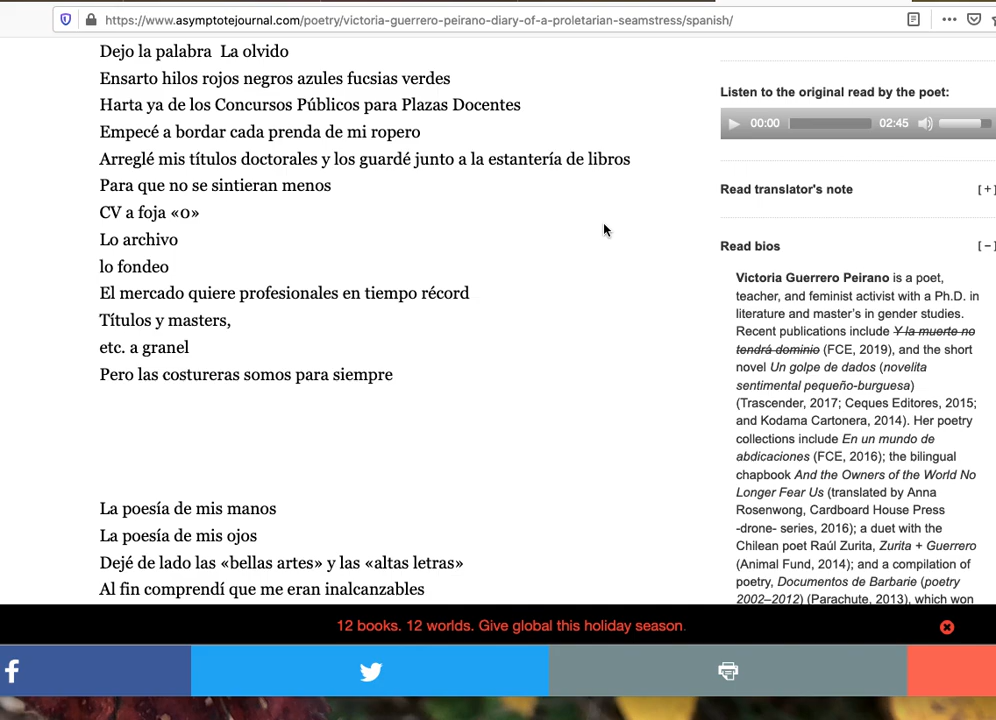 https://www.asymptotejournal.com/poetry/victoria-guerrero-peirano-diary-of-a-proletarian-seamstress/spanish/
Dejo la palabra  La olvido
Ensarto hilos rojos negros azules fucsias verdes
Harta ya de los Concursos Públicos para Plazas Docentes
Empecé a bordar cada prenda de mi ropero
Arreglé mis títulos doctorales y los guardé junto a la estantería de libros
Para que no se sintieran menos
CV a foja «0»
Lo archivo
lo fondeo
El mercado quiere profesionales en tiempo récord
Títulos y masters,
etc. a granel
Pero las costureras somos para siempre
La poesía de mis manos
La poesía de mis ojos
Dejé de lado las «bellas artes» y las «altas letras»
Al fin comprendí que me eran inalcanzables
Listen to the original read by the poet:
00:00 02:45
Read translator's note [+]
Read bios [–]
Victoria Guerrero Peirano is a poet,
teacher, and feminist activist with a Ph.D. in
literature and master's in gender studies.
Recent publications include Y la muerte no
tendrá dominio (FCE, 2019), and the short
novel Un golpe de dados (novelita
sentimental pequeño-burguesa)
(Trascender, 2017; Ceques Editores, 2015;
and Kodama Cartonera, 2014). Her poetry
collections include En un mundo de
abdicaciones (FCE, 2016); the bilingual
chapbook And the Owners of the World No
Longer Fear Us (translated by Anna
Rosenwong, Cardboard House Press
-drone- series, 2016); a duet with the
Chilean poet Raúl Zurita, Zurita + Guerrero
(Animal Fund, 2014); and a compilation of
poetry, Documentos de Barbarie (poetry
2002–2012) (Parachute, 2013), which won
12 books. 12 worlds. Give global this holiday season.